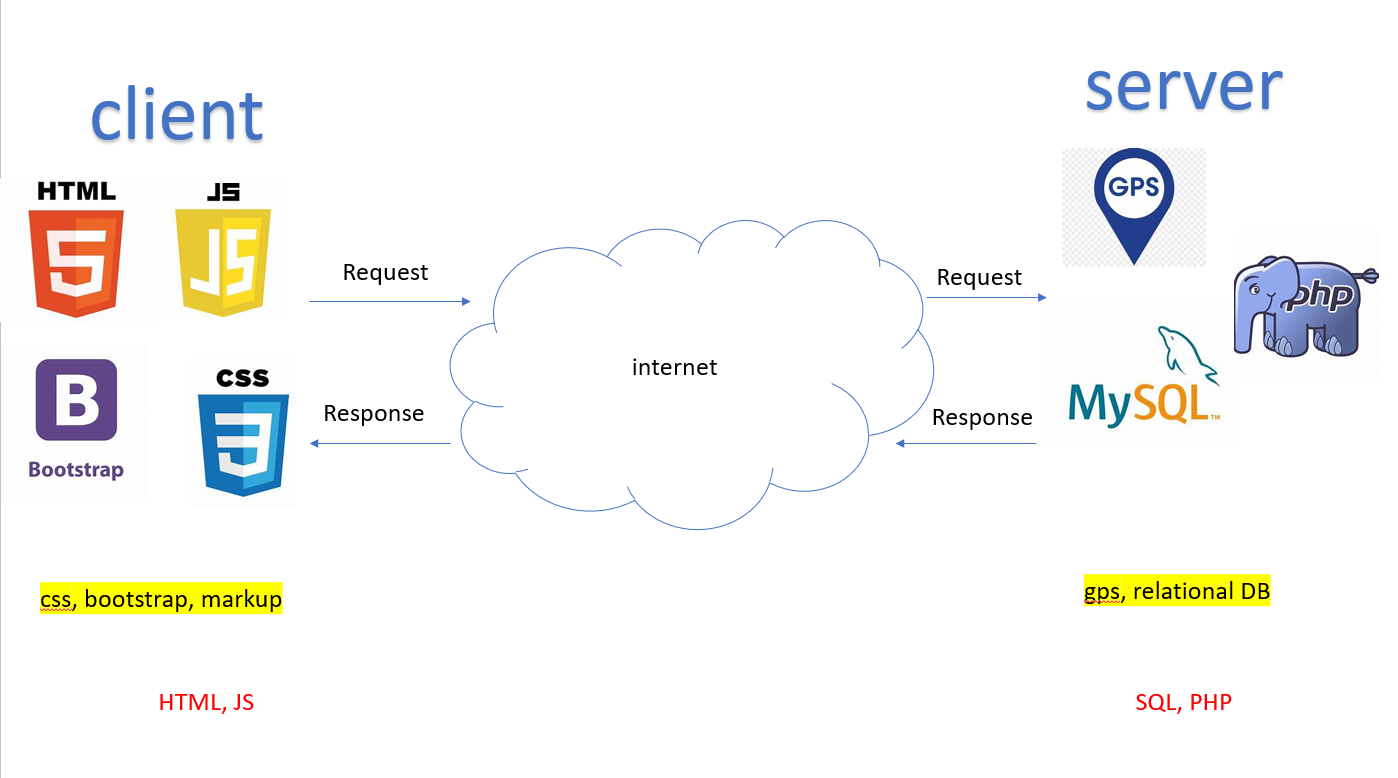 client
server
HTML
JS
5
JS
GPS
php
Request
Request
internet
B
Bootstrap
CSS
3
MySQL™
Response
Response
css, bootstrap, markup
gps, relational DB
HTML, JS
SQL, PHP